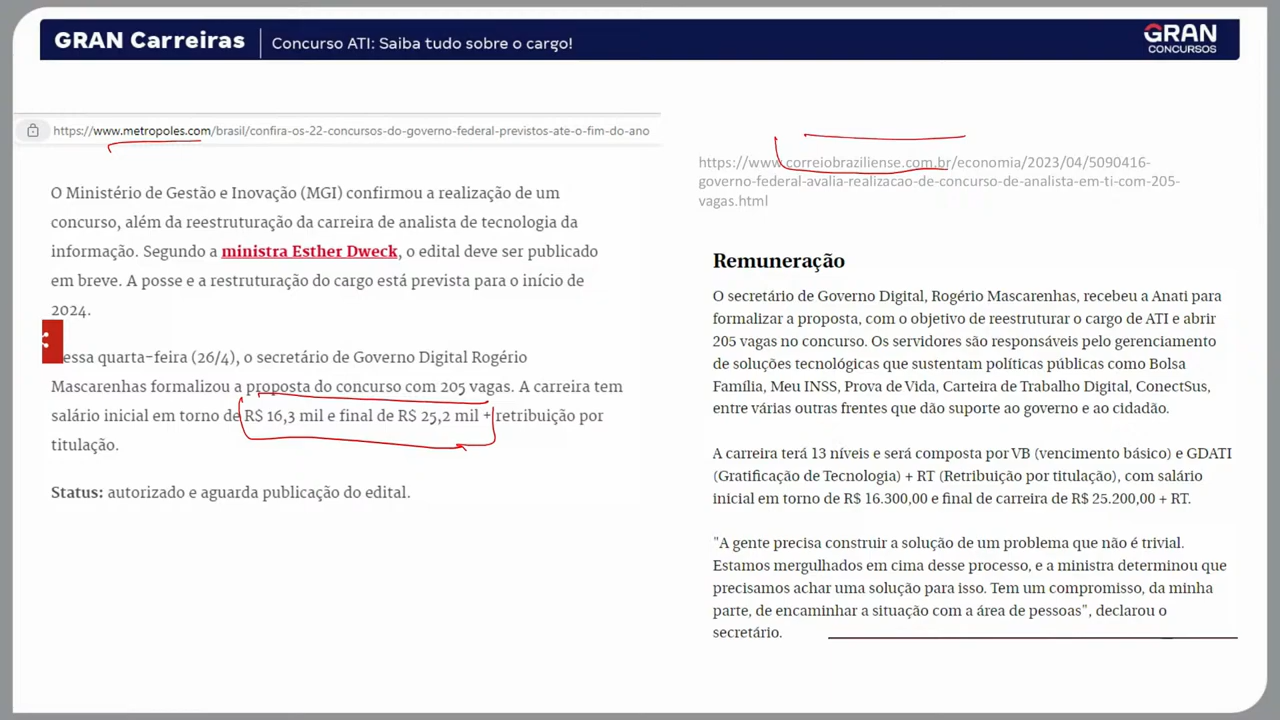 GRAN Carreiras
Concurso ATI: Saiba tudo sobre o cargo!
GRAN
CONCURSOS
https://www.metropoles.com/brasil/confira-os-22-concursos-do-governo-federal-previstos-ate-o-fim-do-ano
O Ministério de Gestão e Inovação (MGI) confirmou a realização de um
concurso, além da reestruturação da carreira de analista de tecnologia da
informação. Segundo a ministra Esther Dweck, o edital deve ser publicado
em breve. A posse e a restruturação do cargo está prevista para o início de
2024.
essa quarta-feira (26/4), o secretário de Governo Digital Rogério
Mascarenhas formalizou a proposta do concurso com 205 vagas. A carreira tem
salário inicial em torno de R$ 16,3 mil e final de R$ 25,2 mil + retribuição por
titulação.
Status: autorizado e aguarda publicação do edital.
https://www.correiobraziliense.com.br/economia/2023/04/5090416-
governo-federal-avalia-realizacao-de-concurso-de-analista-em-ti-com-205-
vagas.html
Remuneração
O secretário de Governo Digital, Rogério Mascarenhas, recebeu a Anati para
formalizar a proposta, com o objetivo de reestruturar o cargo de ATI e abrir
205 vagas no concurso. Os servidores são responsáveis pelo gerenciamento
de soluções tecnológicas que sustentam políticas públicas como Bolsa
Família, Meu INSS, Prova de Vida, Carteira de Trabalho Digital, ConectSus,
entre várias outras frentes que dão suporte ao governo e ao cidadão.
A carreira terá 13 níveis e será composta por VB (vencimento básico) e GDATI
(Gratificação de Tecnologia) + RT (Retribuição por titulação), com salário
inicial em torno de R$ 16.300,00 e final de carreira de R$ 25.200,00 + RT.
"A gente precisa construir a solução de um problema que não é trivial.
Estamos mergulhados em cima desse processo, e a ministra determinou que
precisamos achar uma solução para isso. Tem um compromisso, da minha
parte, de encaminhar a situação com a área de pessoas", declarou o
secretário.